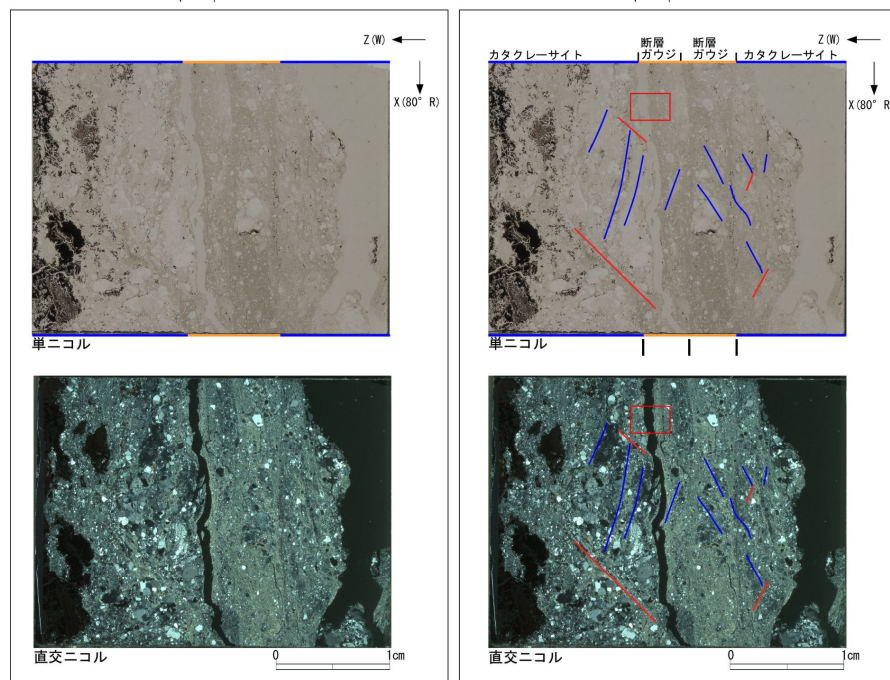 Z(W)
X(80° R)
単ニコル
直交ニコル
0 1cm
Z(W)
カタクレーサイト 断層ガウジ 断層ガウジ カタクレーサイト
X(80° R)
単ニコル
直交ニコル
0 1cm